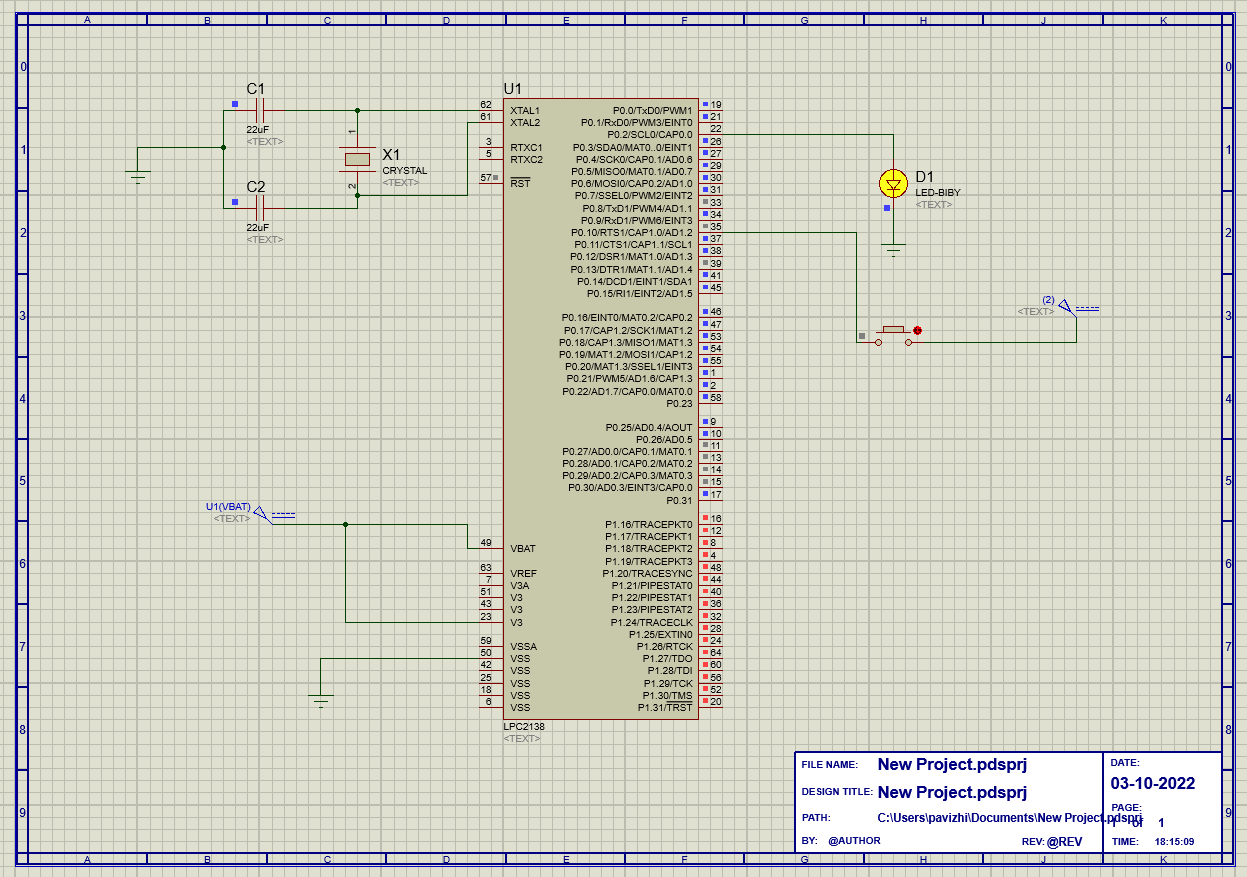 A B C D E F G H J K
0 0
1 1
2 2
3 3
4 4
5 5
6 6
7 7
8 8
9 9
C1
22uF
<TEXT>
C2
22uF
<TEXT>
1
X1
CRYSTAL
<TEXT>
2
U1
62 XTAL1
61 XTAL2
3 RTXC1
5 RTXC2
57 RST
U1(VBAT)
<TEXT>
49 VBAT
63 VREF
7 V3A
51 V3
43 V3
23 V3
59 VSSA
50 VSS
42 VSS
25 VSS
18 VSS
6 VSS
P0.0/TxD0/PWM1 19
P0.1/RxD0/PWM3/EINT0 21
P0.2/SCL0/CAP0.0 22
P0.3/SDA0/MAT0..0/EINT1 26
P0.4/SCK0/CAP0.1/AD0.6 27
P0.5/MISO0/MAT0.1/AD0.7 29
P0.6/MOSI0/CAP0.2/AD1.0 30
P0.7/SSEL0/PWM2/EINT2 31
P0.8/TxD1/PWM4/AD1.1 33
P0.9/RxD1/PWM6/EINT3 34
P0.10/RTS1/CAP1.0/AD1.2 35
P0.11/CTS1/CAP1.1/SCL1 37
P0.12/DSR1/MAT1.0/AD1.3 38
P0.13/DTR1/MAT1.1/AD1.4 39
P0.14/DCD1/EINT1/SDA1 41
P0.15/RI1/EINT2/AD1.5 45
P0.16/EINT0/MAT0.2/CAP0.2 46
P0.17/CAP1.2/SCK1/MAT1.2 47
P0.18/CAP1.3/MISO1/MAT1.3 53
P0.19/MAT1.2/MOSI1/CAP1.2 54
P0.20/MAT1.3/SSEL1/EINT3 55
P0.21/PWM5/AD1.6/CAP1.3 1
P0.22/AD1.7/CAP0.0/MAT0.0 2
P0.23 58
P0.25/AD0.4/AOUT 9
P0.26/AD0.5 10
P0.27/AD0.0/CAP0.1/MAT0.1 11
P0.28/AD0.1/CAP0.2/MAT0.2 13
P0.29/AD0.2/CAP0.3/MAT0.3 14
P0.30/AD0.3/EINT3/CAP0.0 15
P0.31 17
P1.16/TRACEPKT0 16
P1.17/TRACEPKT1 12
P1.18/TRACEPKT2 8
P1.19/TRACEPKT3 4
P1.20/TRACESYNC 48
P1.21/PIPESTAT0 44
P1.22/PIPESTAT1 40
P1.23/PIPESTAT2 36
P1.24/TRACECLK 32
P1.25/EXTIN0 28
P1.26/RTCK 24
P1.27/TDO 64
P1.28/TDI 60
P1.29/TCK 56
P1.30/TMS 52
P1.31/TRST 20
LPC2138
<TEXT>
D1
LED-BIBY
<TEXT>
(2)
<TEXT>
FILE NAME: New Project.pdsprj
DESIGN TITLE: New Project.pdsprj
PATH: C:\Users\pavizhi\Documents\New Project.pdsprj
BY: @AUTHOR REV: @REV
DATE:
03-10-2022
PAGE:
1 of 1
TIME: 18:15:09
A B C D E F G H J K